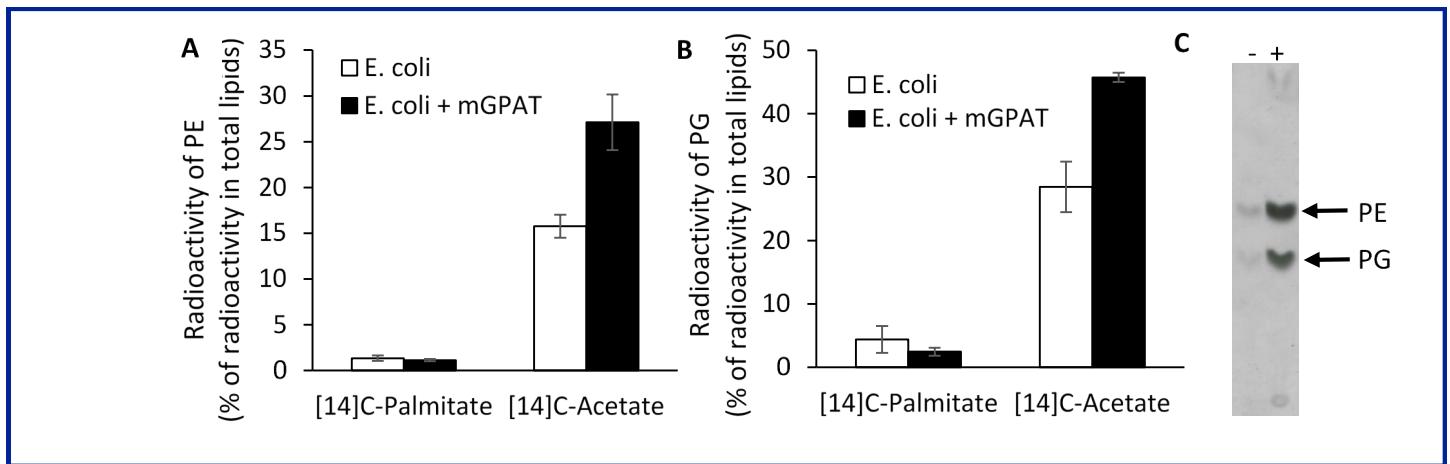 A
Radioactivity of PE
(% of radioactivity in total lipids)
35
30
25
20
15
10
5
0
E. coli
E. coli + mGPAT
[14]C-Palmitate [14]C-Acetate
B
Radioactivity of PG
(% of radioactivity in total lipids)
50
40
30
20
10
0
E. coli
E. coli + mGPAT
[14]C-Palmitate [14]C-Acetate
C
- +
PE
PG